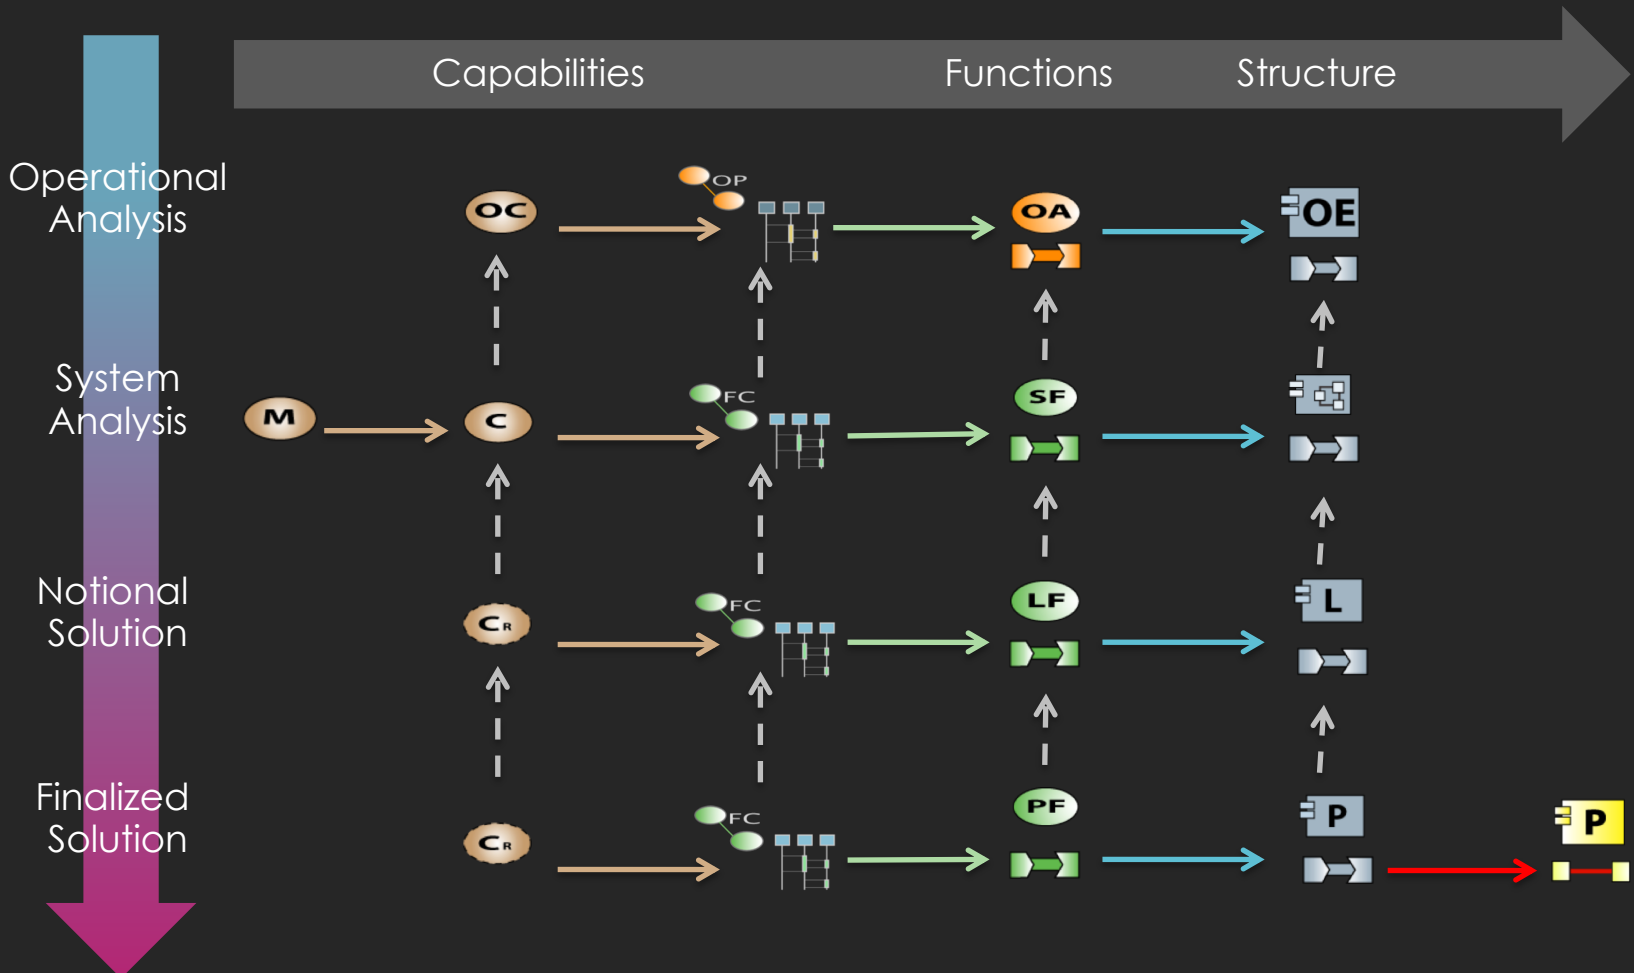 Capabilities
Functions
Structure
Operational
Analysis
OC
OP
OA
OE
System
Analysis
M
C
FC
SF
Notional
Solution
CR
FC
LF
L
Finalized
Solution
CR
FC
PF
P
P